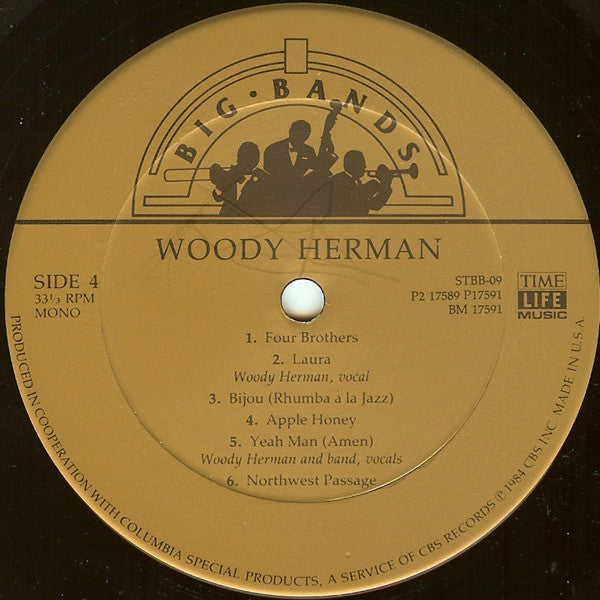 BIG • BANDS
WOODY HERMAN
SIDE 4
33⅓ RPM
MONO
STBB-09
P2 17589 P17591
BM 17591
TIME
LIFE
MUSIC
1. Four Brothers
2. Laura
Woody Herman, vocal
3. Bijou (Rhumba à la Jazz)
4. Apple Honey
5. Yeah Man (Amen)
Woody Herman and band, vocals
6. Northwest Passage
PRODUCED IN COOPERATION WITH COLUMBIA SPECIAL PRODUCTS, A SERVICE OF CBS RECORDS ℗ 1984 CBS INC. MADE IN U.S.A.